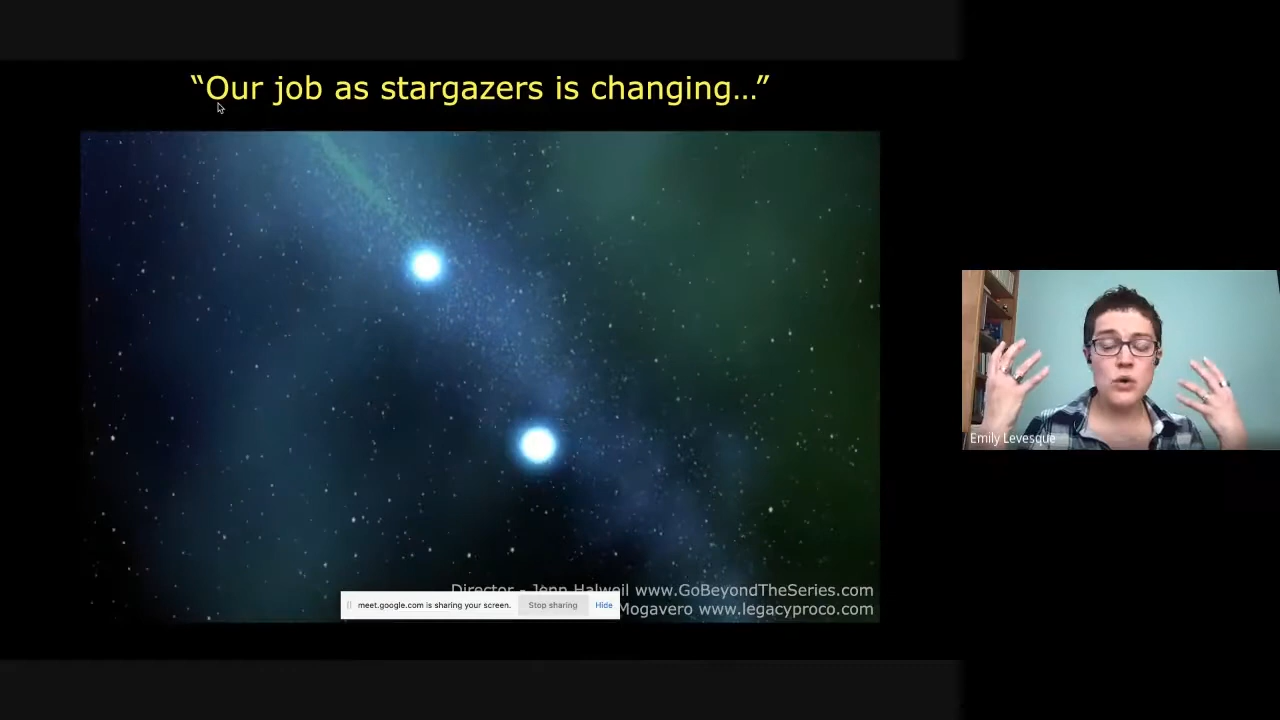 “Our job as stargazers is changing…”
Director - Jenn Halweil www.GoBeyondTheSeries.com
Mogavero www.legacyproco.com
meet.google.com is sharing your screen.
Stop sharing
Hide
Emily Levesque